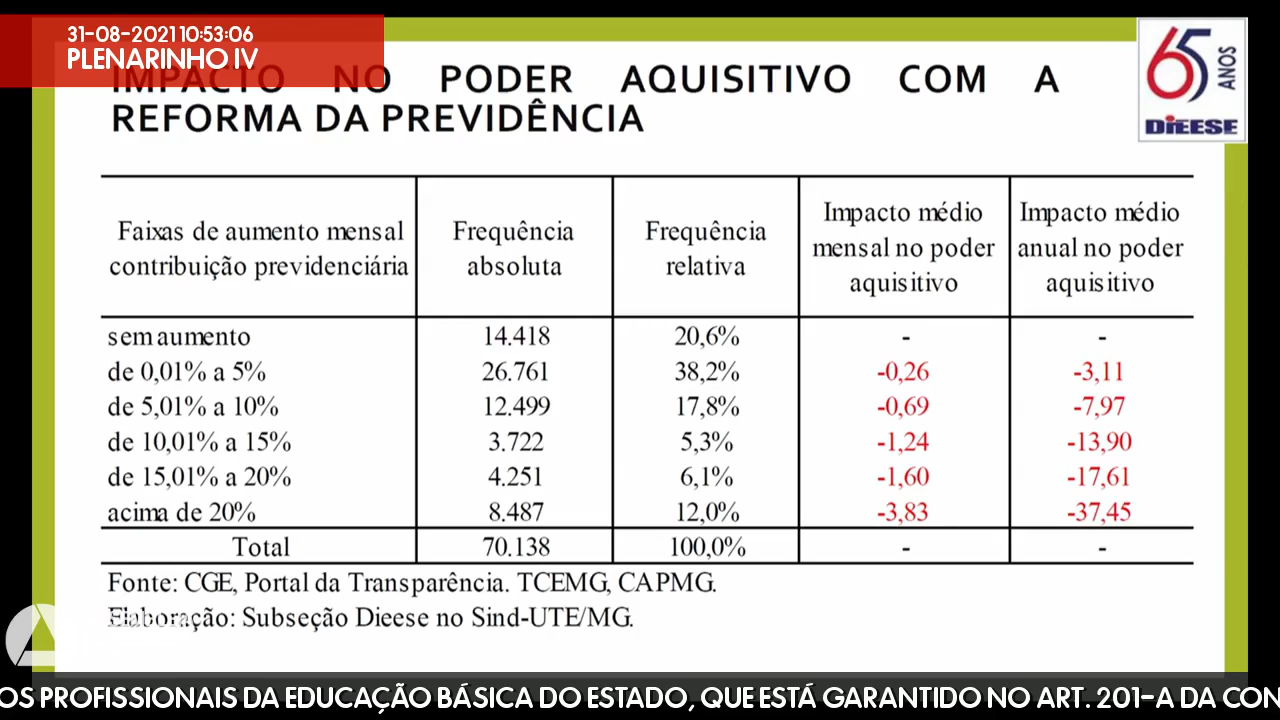 31-08-2021 10:53:06
PLENARINHO IV
IMPACTO NO PODER AQUISITIVO COM A
REFORMA DA PREVIDÊNCIA
65 ANOS
DIEESE
Faixas de aumento mensal contribuição previdenciária | Frequência absoluta | Frequência relativa | Impacto médio mensal no poder aquisitivo | Impacto médio anual no poder aquisitivo
sem aumento 14.418 20,6% - -
de 0,01% a 5% 26.761 38,2% -0,26 -3,11
de 5,01% a 10% 12.499 17,8% -0,69 -7,97
de 10,01% a 15% 3.722 5,3% -1,24 -13,90
de 15,01% a 20% 4.251 6,1% -1,60 -17,61
acima de 20% 8.487 12,0% -3,83 -37,45
Total 70.138 100,0% - -
Fonte: CGE, Portal da Transparência. TCEMG, CAPMG.
Elaboração: Subseção Dieese no Sind-UTE/MG.
OS PROFISSIONAIS DA EDUCAÇÃO BÁSICA DO ESTADO, QUE ESTÁ GARANTIDO NO ART. 201-A DA CON